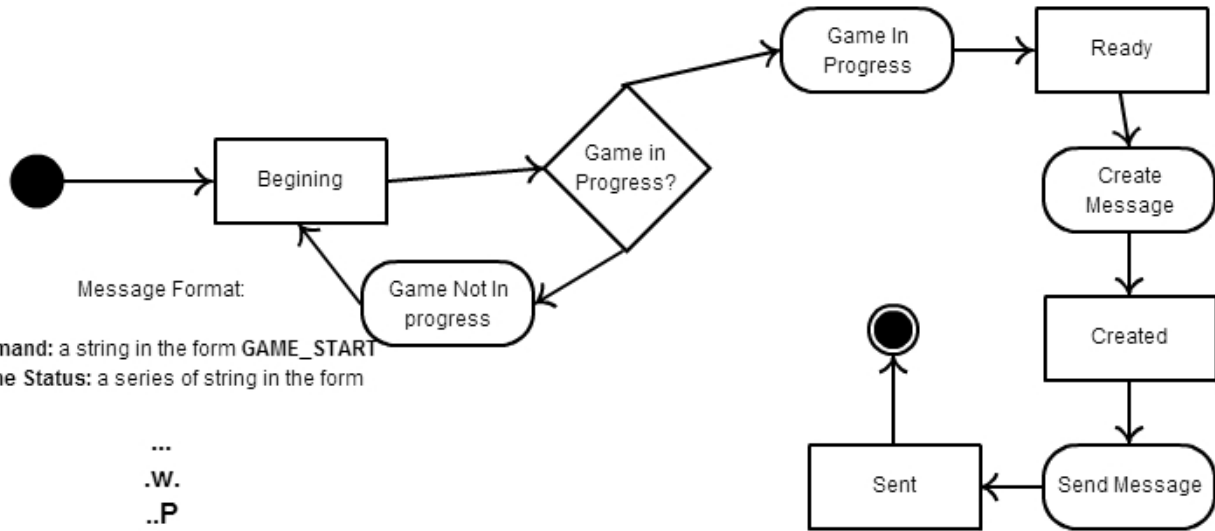 Game In
Progress
Ready
Begining
Game in
Progress?
Create
Message
Message Format:
Game Not In
progress
mand: a string in the form GAME_START
ne Status: a series of string in the form
Created
...
.w.
..P
Sent
Send Message